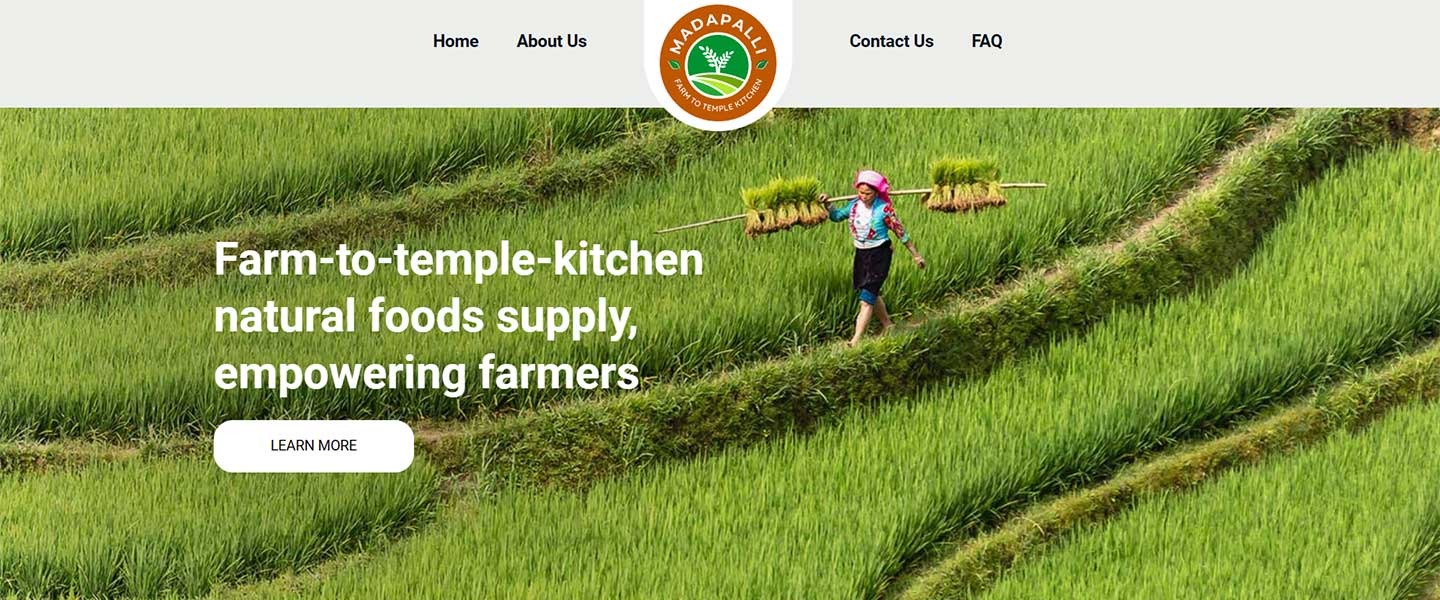 Home About Us Contact Us FAQ
MADAPALLI
FARM TO TEMPLE KITCHEN
Farm-to-temple-kitchen
natural foods supply,
empowering farmers
LEARN MORE